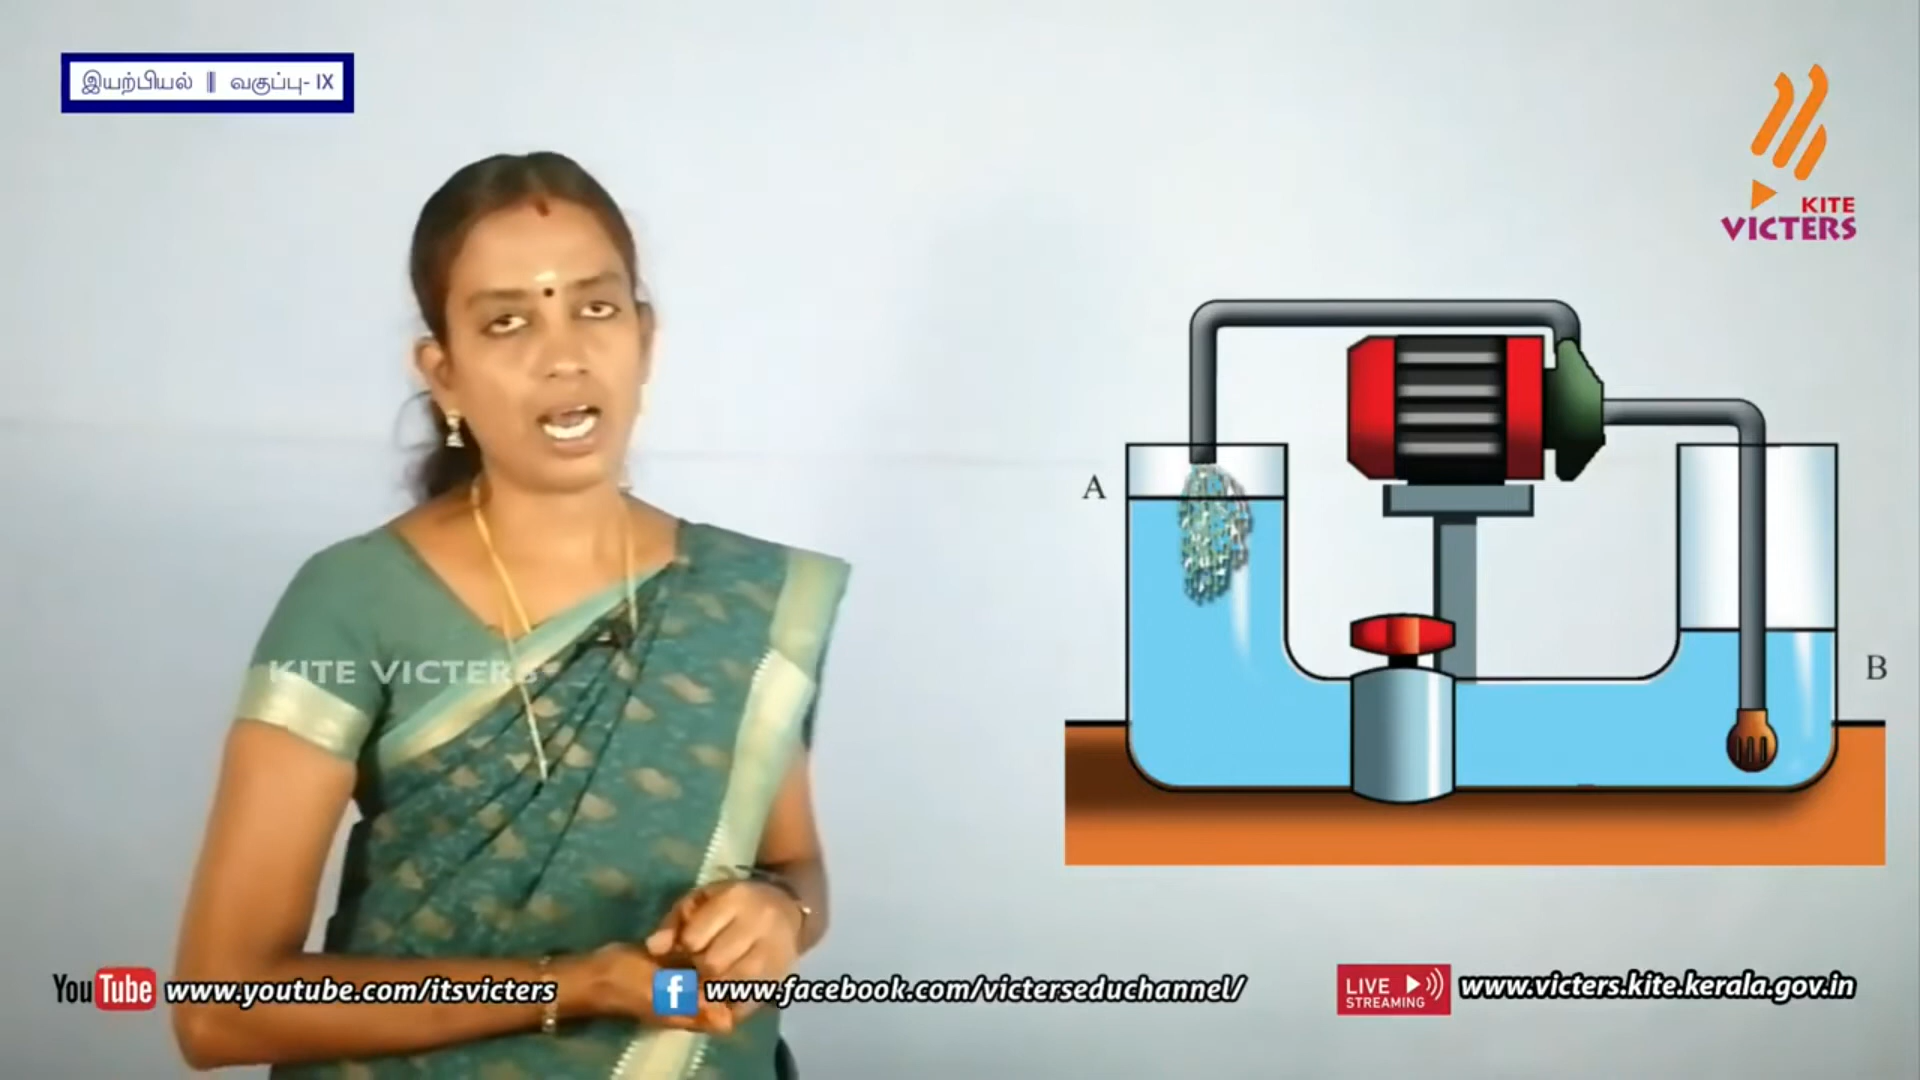 இயற்பியல் || வகுப்பு- IX
KITE
VICTERS
A
B
KITE VICTERS
YouTube www.youtube.com/itsvicters
f www.facebook.com/victerseduchannel/
LIVE STREAMING www.victers.kite.kerala.gov.in